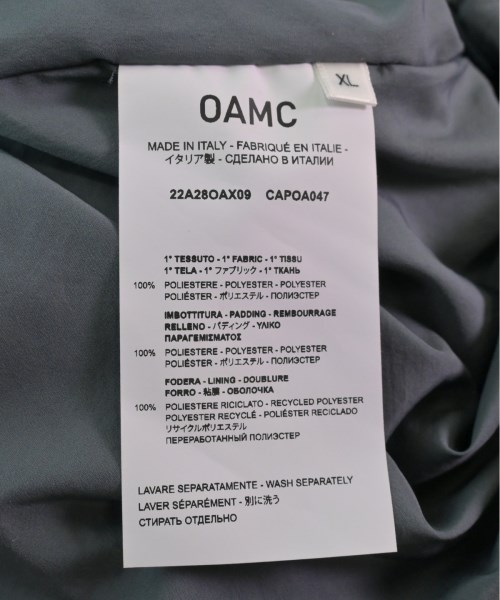 XL
OAMC
MADE IN ITALY - FABRIQUÉ EN ITALIE -
イタリア製 - СДЕЛАНО В ИТАЛИИ
22A28OAX09 CAPOA047
1° TESSUTO - 1° FABRIC - 1° TISSU
1° TELA - 1° ファブリック - 1° ТКАНЬ
100% POLIESTERE - POLYESTER - POLYESTER
POLIÉSTER - ポリエステル - ПОЛИЭСТЕР
IMBOTTITURA - PADDING - REMBOURRAGE
RELLENO - パディング - ΥΛΙΚΟ
ΠΑΡΑΓΕΜΙΣΜΑΤΟΣ
100% POLIESTERE - POLYESTER - POLYESTER
POLIÉSTER - ポリエステル - ПОЛИЭСТЕР
FODERA - LINING - DOUBLURE
FORRO - 粘膜 - ОБОЛОЧКА
100% POLIESTERE RICICLATO - RECYCLED POLYESTER
POLYESTER RECYCLÉ - POLIÉSTER RECICLADO
リサイクルポリエステル
ПЕРЕРАБОТАННЫЙ ПОЛИЭСТЕР
LAVARE SEPARATAMENTE - WASH SEPARATELY
LAVER SÉPARÉMENT - 別に洗う
СТИРАТЬ ОТДЕЛЬНО